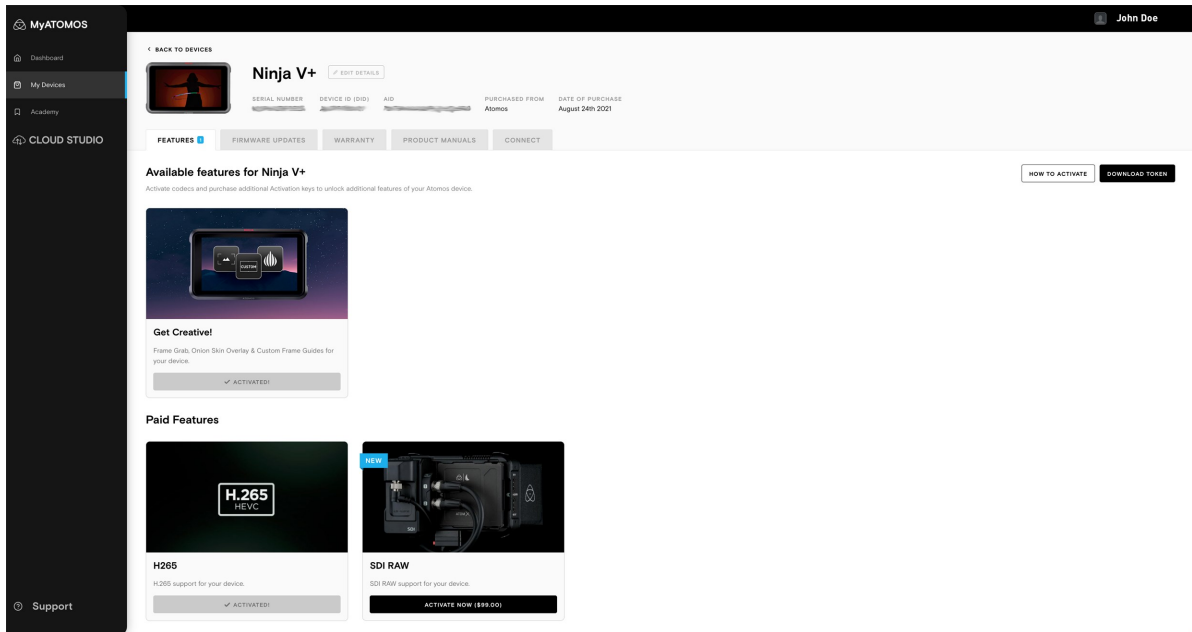 MyATOMOS
John Doe
Dashboard
My Devices
Academy
CLOUD STUDIO
Support
< BACK TO DEVICES
Ninja V+
EDIT DETAILS
SERIAL NUMBER DEVICE ID (DID) AID PURCHASED FROM DATE OF PURCHASE
Atomos August 24th 2021
FEATURES 1 FIRMWARE UPDATES WARRANTY PRODUCT MANUALS CONNECT
Available features for Ninja V+
HOW TO ACTIVATE DOWNLOAD TOKEN
Activate codecs and purchase additional Activation keys to unlock additional features of your Atomos device.
CUSTOM
Get Creative!
Frame Grab, Onion Skin Overlay & Custom Frame Guides for
your device.
✓ ACTIVATED!
Paid Features
H.265
HEVC
H265
H.265 support for your device.
✓ ACTIVATED!
NEW
SDI
SDI RAW
SDI RAW support for your device.
ACTIVATE NOW ($99.00)